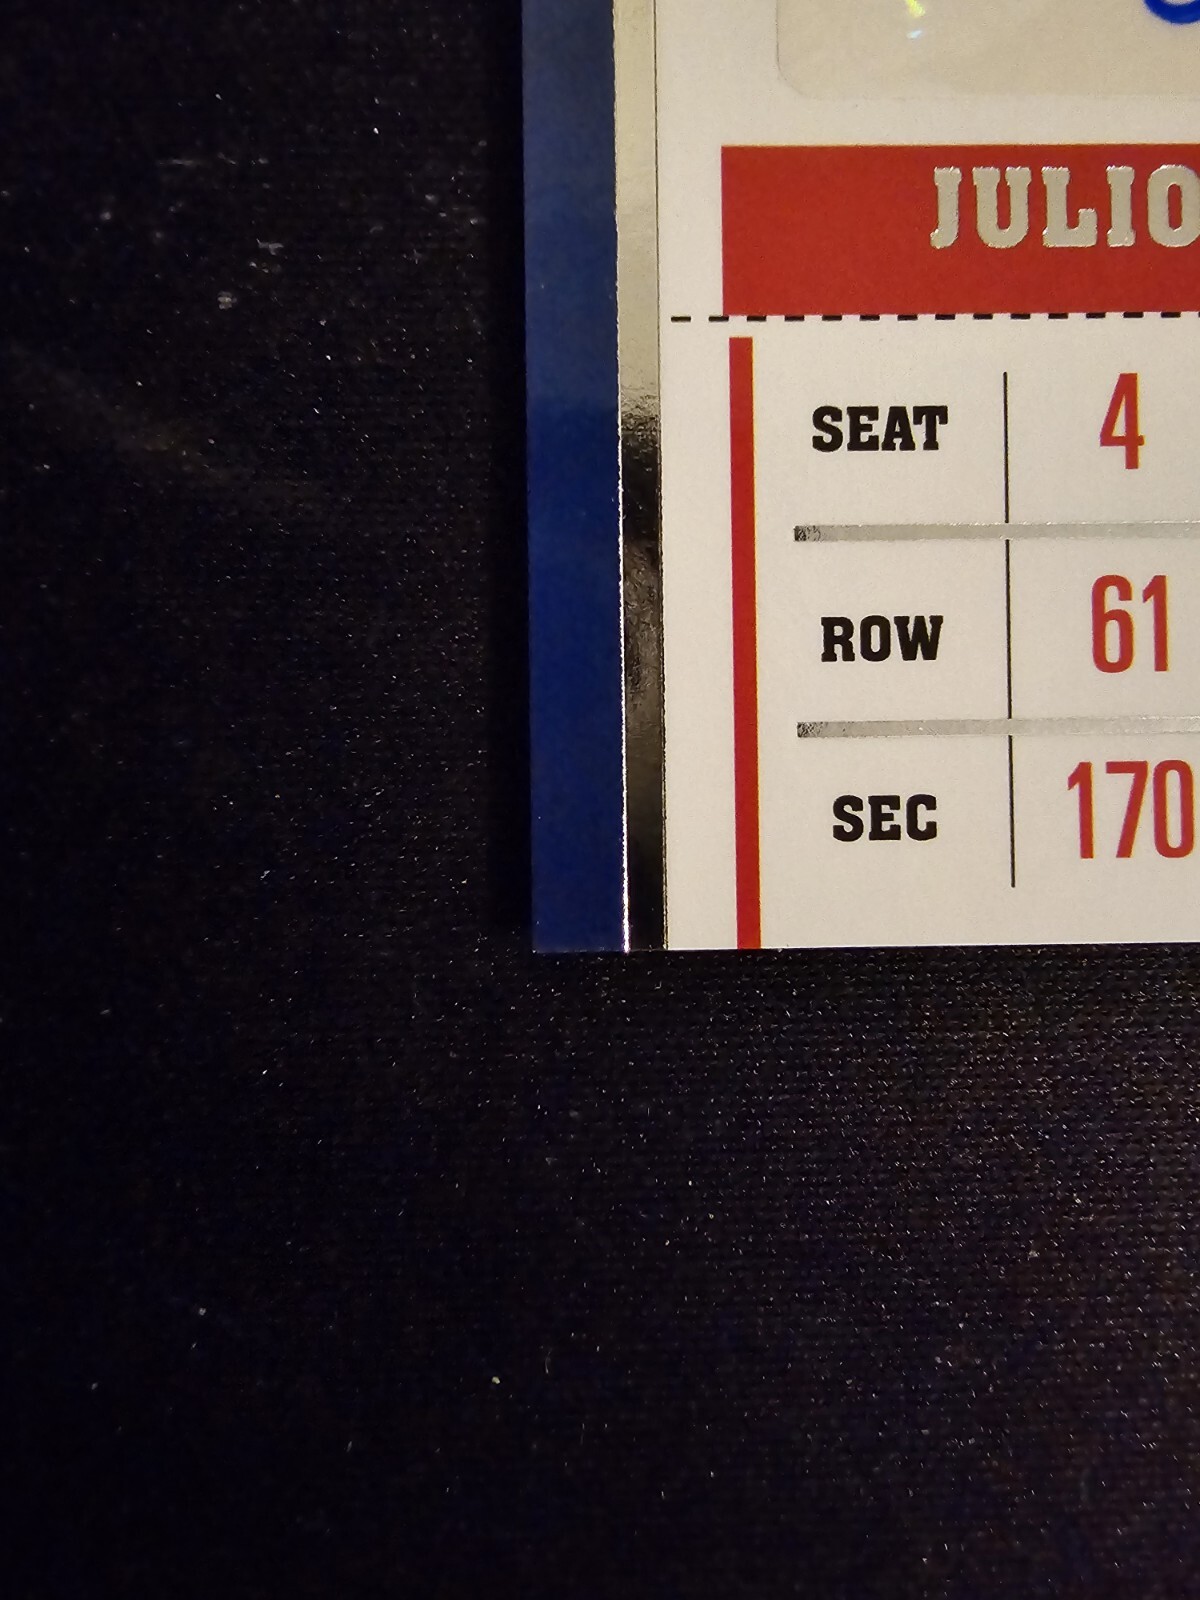 JULIO
SEAT 4
ROW 61
SEC 170